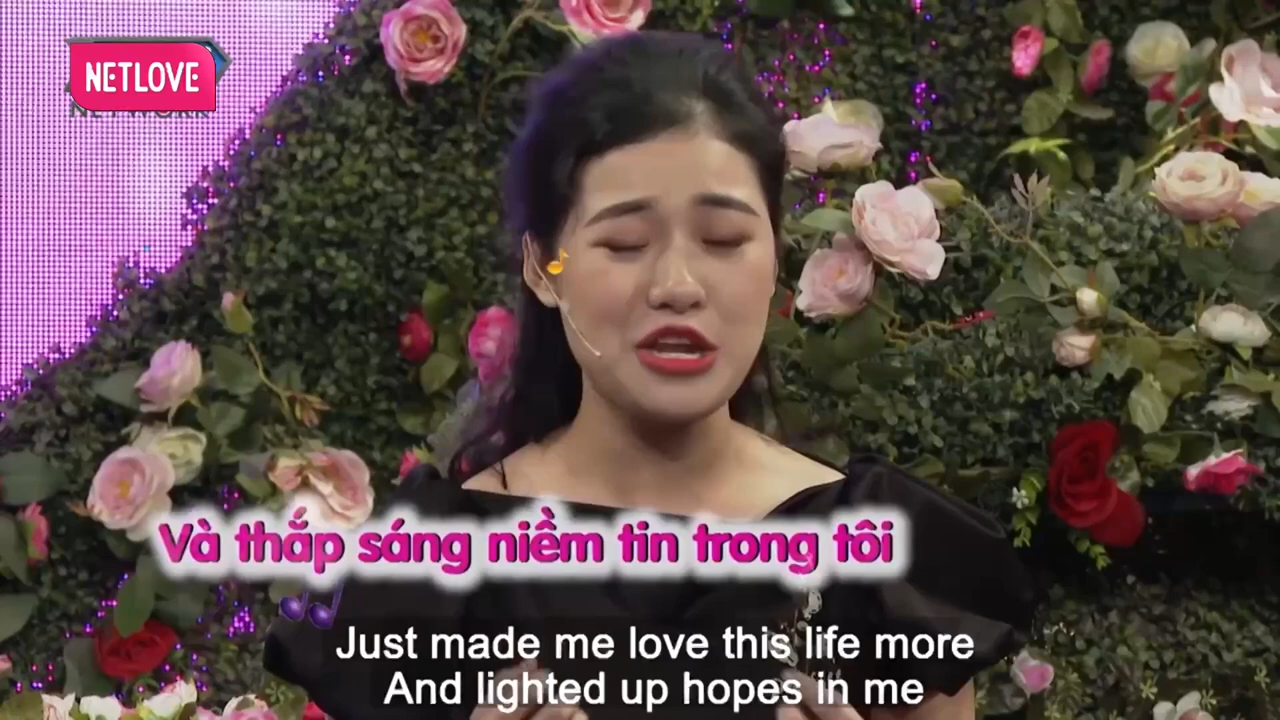 NETLOVE
NETWORK
Và thắp sáng niềm tin trong tôi
Just made me love this life more
And lighted up hopes in me